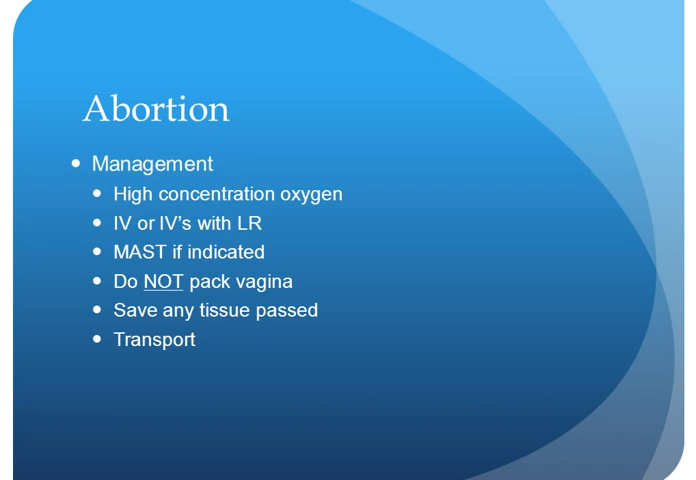 Abortion
• Management
• High concentration oxygen
• IV or IV’s with LR
• MAST if indicated
• Do NOT pack vagina
• Save any tissue passed
• Transport